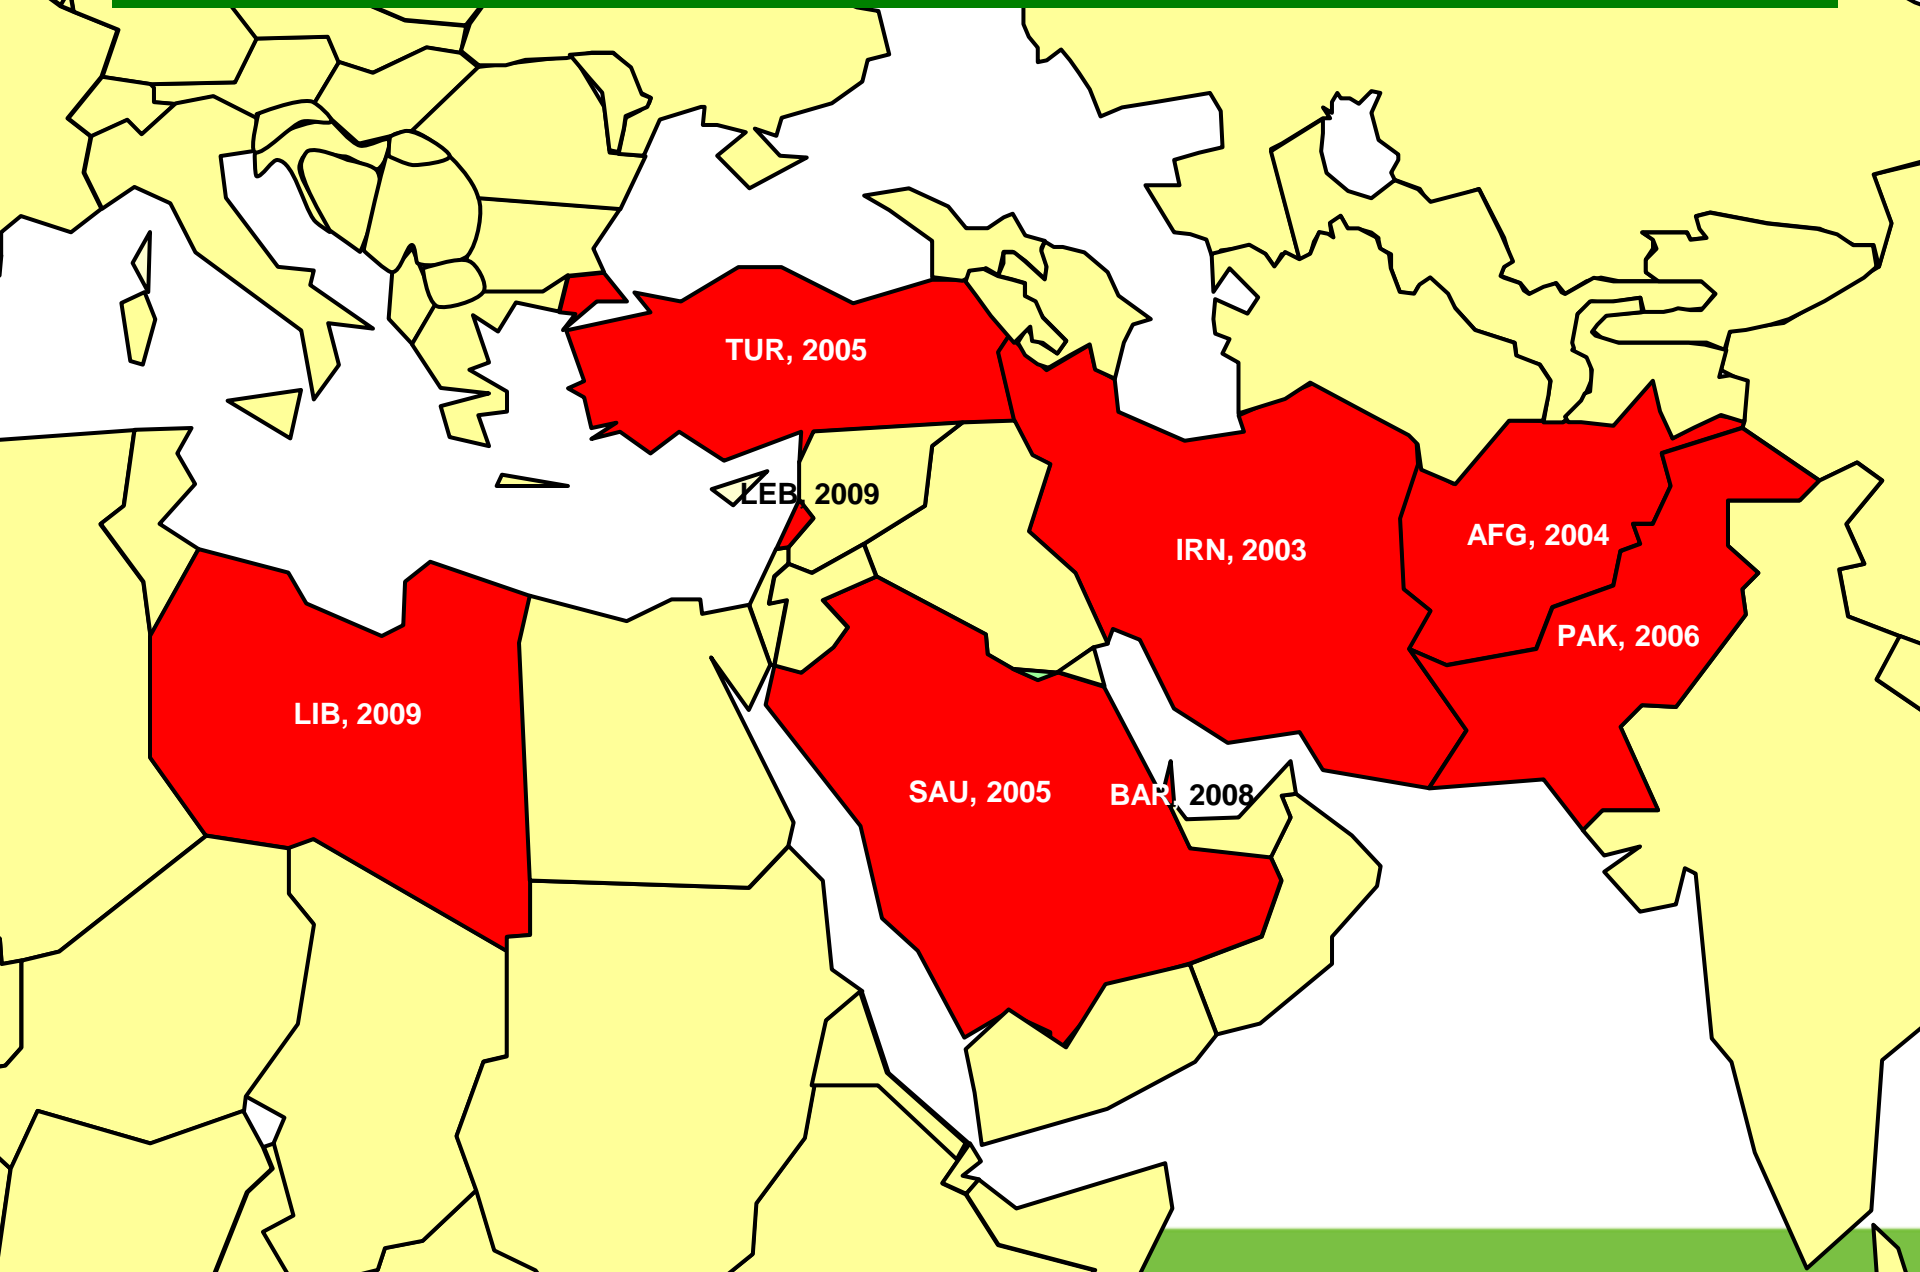 TUR, 2005
LEB, 2009
IRN, 2003
AFG, 2004
PAK, 2006
LIB, 2009
SAU, 2005
BAR, 2008